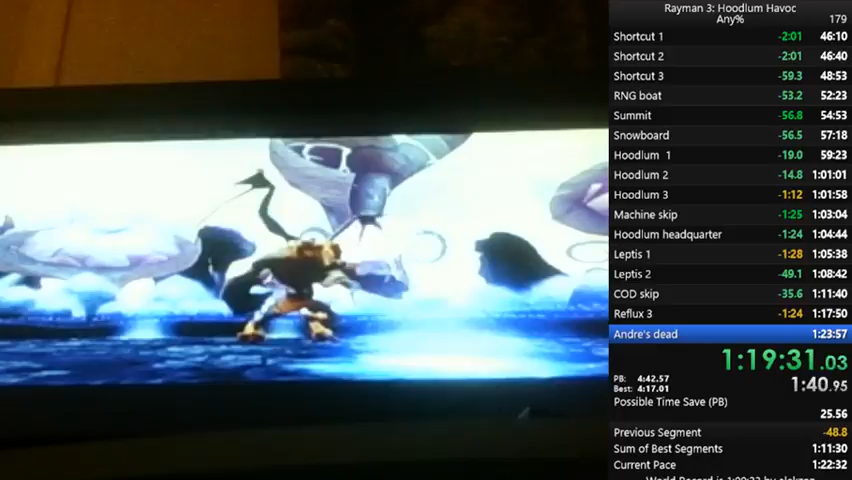 Rayman 3: Hoodlum Havoc
Any% 179
Shortcut 1 -2:01 46:10
Shortcut 2 -2:01 46:40
Shortcut 3 -59.3 48:53
RNG boat -53.2 52:23
Summit -56.8 54:53
Snowboard -56.5 57:18
Hoodlum 1 -19.0 59:23
Hoodlum 2 -14.8 1:01:01
Hoodlum 3 -1:12 1:01:58
Machine skip -1:25 1:03:04
Hoodlum headquarter -1:24 1:04:44
Leptis 1 -1:28 1:05:38
Leptis 2 -49.1 1:08:42
COD skip -35.6 1:11:40
Reflux 3 -1:24 1:17:50
Andre's dead 1:23:57
1:19:31.03
PB: 4:42.57
Best: 4:17.01
1:40.95
Possible Time Save (PB)
25.56
Previous Segment -48.8
Sum of Best Segments 1:11:30
Current Pace 1:22:32
World Record is